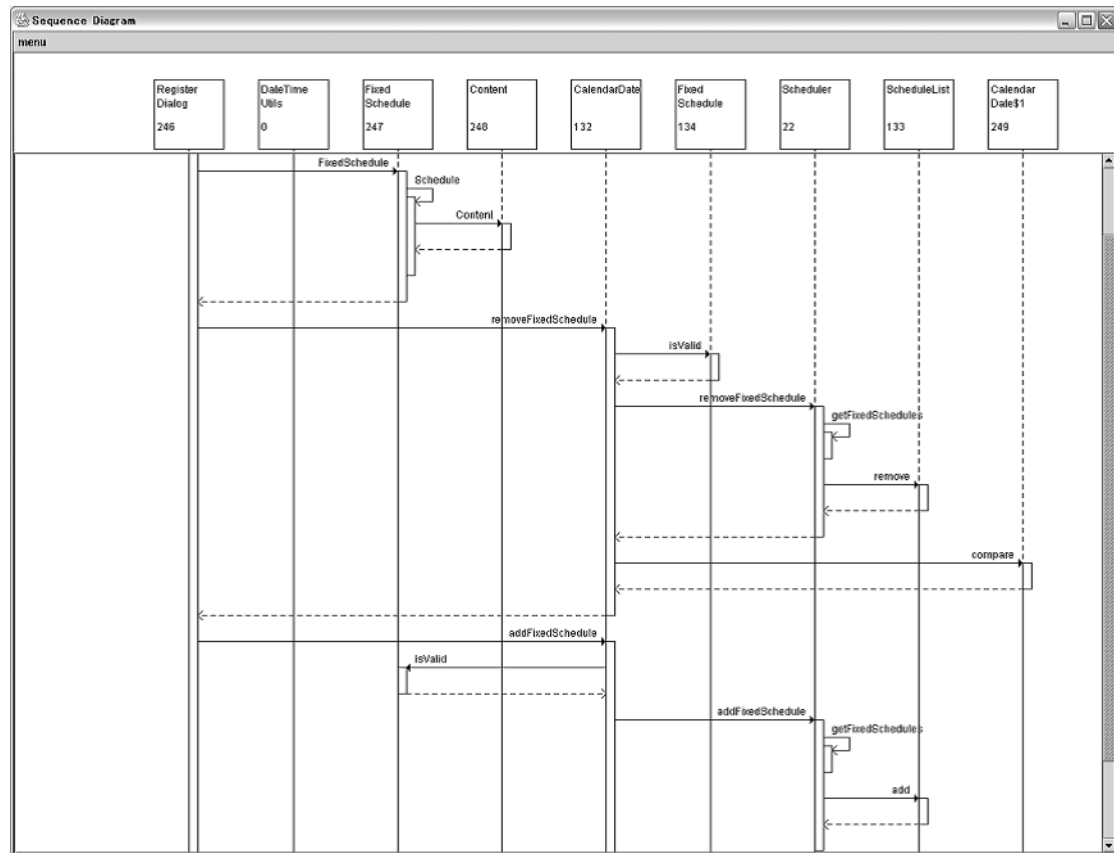 Sequence Diagram
menu
Register
Dialog
246
DateTime
Utils
0
Fixed
Schedule
247
Content
248
CalendarDate
132
Fixed
Schedule
134
Scheduler
22
ScheduleList
133
Calendar
Date$1
249
FixedSchedule
Schedule
Content
removeFixedSchedule
isValid
removeFixedSchedule
getFixedSchedules
remove
compare
addFixedSchedule
isValid
addFixedSchedule
getFixedSchedules
add